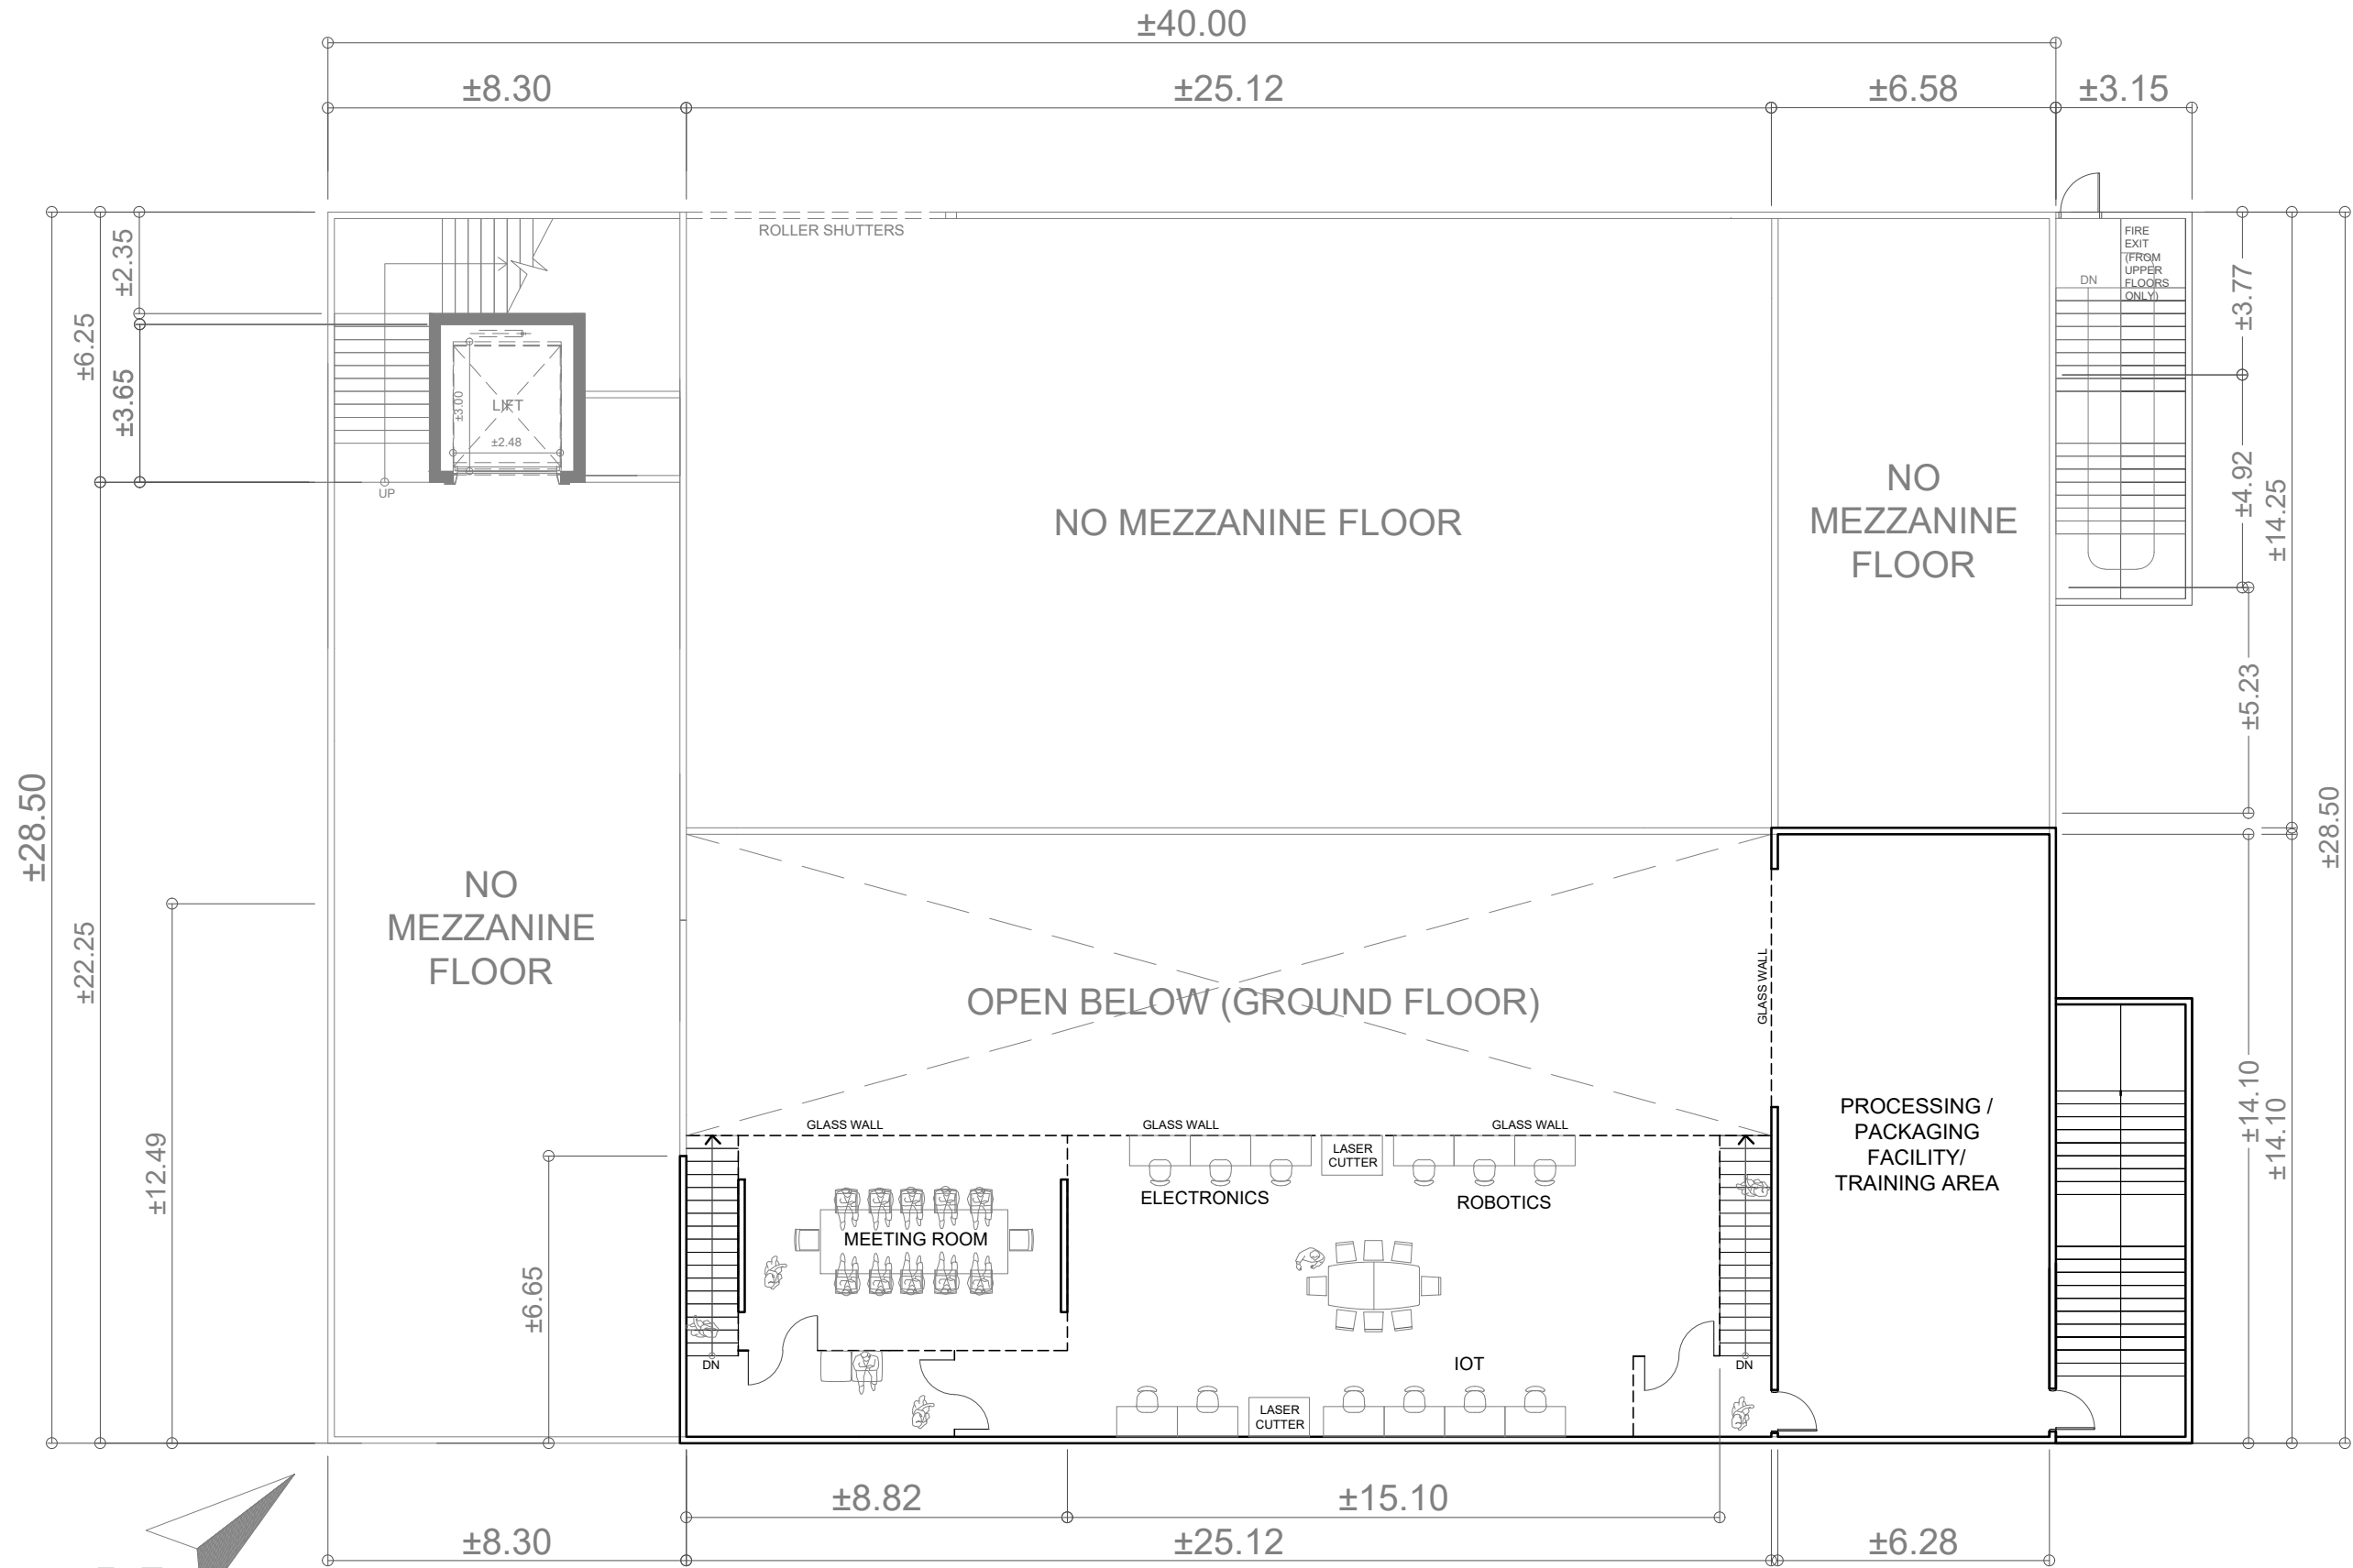 ±40.00
±8.30
±25.12
±6.58
±3.15
ROLLER SHUTTERS
FIRE
EXIT
(FROM
UPPER
FLOORS
ONLY)
DN
±2.35
±6.25
±3.65
±3.00
LIFT
±2.48
UP
±3.77
±4.92
±14.25
NO MEZZANINE FLOOR
NO
MEZZANINE
FLOOR
±5.23
±28.50
±28.50
±22.25
±12.49
NO
MEZZANINE
FLOOR
OPEN BELOW (GROUND FLOOR)
GLASS WALL
PROCESSING /
PACKAGING
FACILITY/
TRAINING AREA
±14.10
±14.10
GLASS WALL
GLASS WALL
GLASS WALL
LASER
CUTTER
ELECTRONICS
ROBOTICS
MEETING ROOM
±6.65
DN
IOT
DN
LASER
CUTTER
±8.82
±15.10
±8.30
±25.12
±6.28